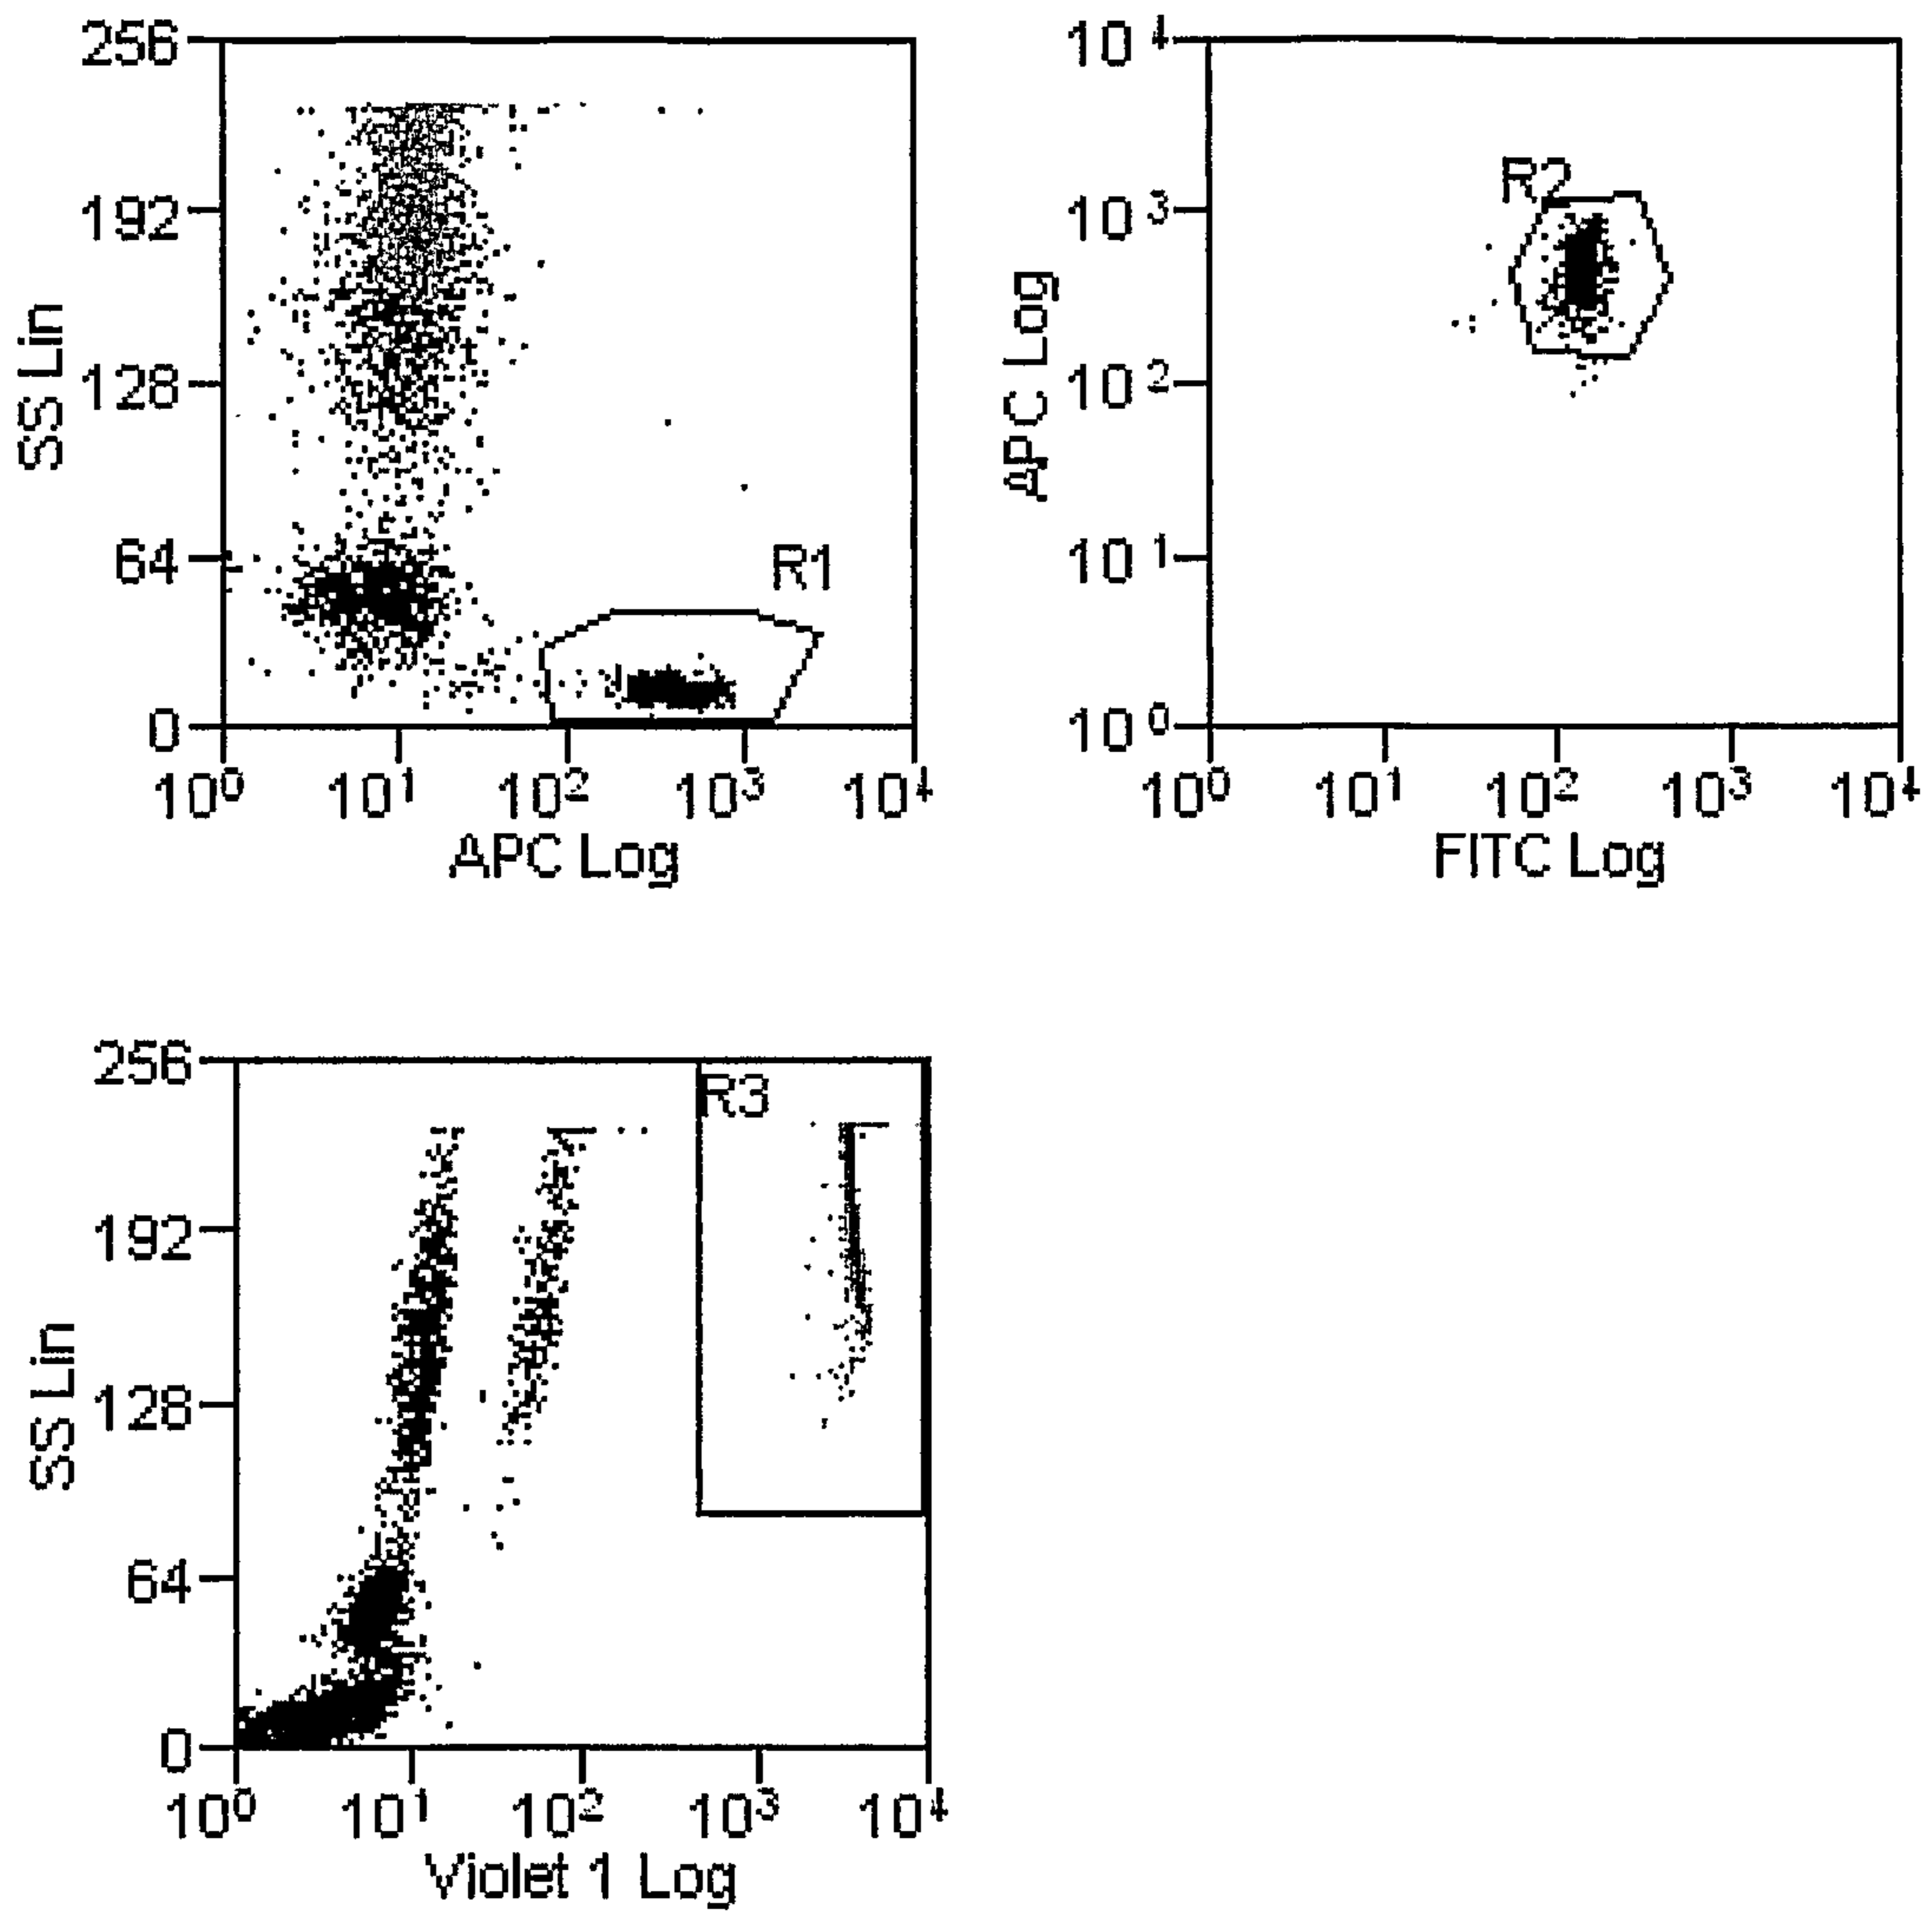 256
192
128
64
0
SS Lin
R1
10⁰ 10¹ 10² 10³ 10⁴
APC Log
10⁴
10³
10²
10¹
10⁰
APC Log
R2
10⁰ 10¹ 10² 10³ 10⁴
FITC Log
256
192
128
64
0
SS Lin
R3
10⁰ 10¹ 10² 10³ 10⁴
Violet 1 Log